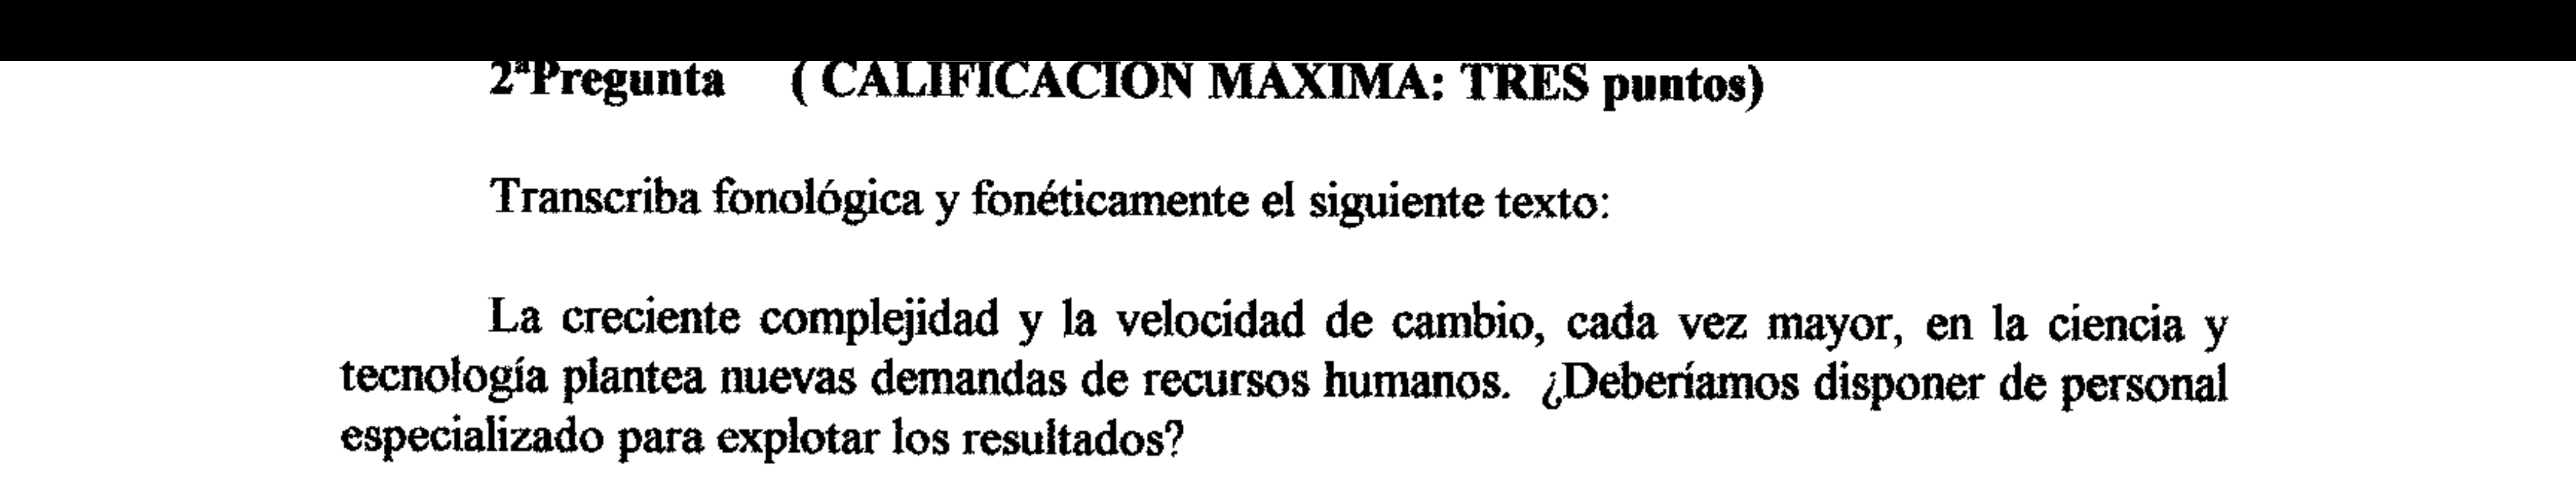 2ªPregunta ( CALIFICACION MAXIMA: TRES puntos)
Transcriba fonológica y fonéticamente el siguiente texto:
La creciente complejidad y la velocidad de cambio, cada vez mayor, en la ciencia y
tecnología plantea nuevas demandas de recursos humanos. ¿Deberíamos disponer de personal
especializado para explotar los resultados?